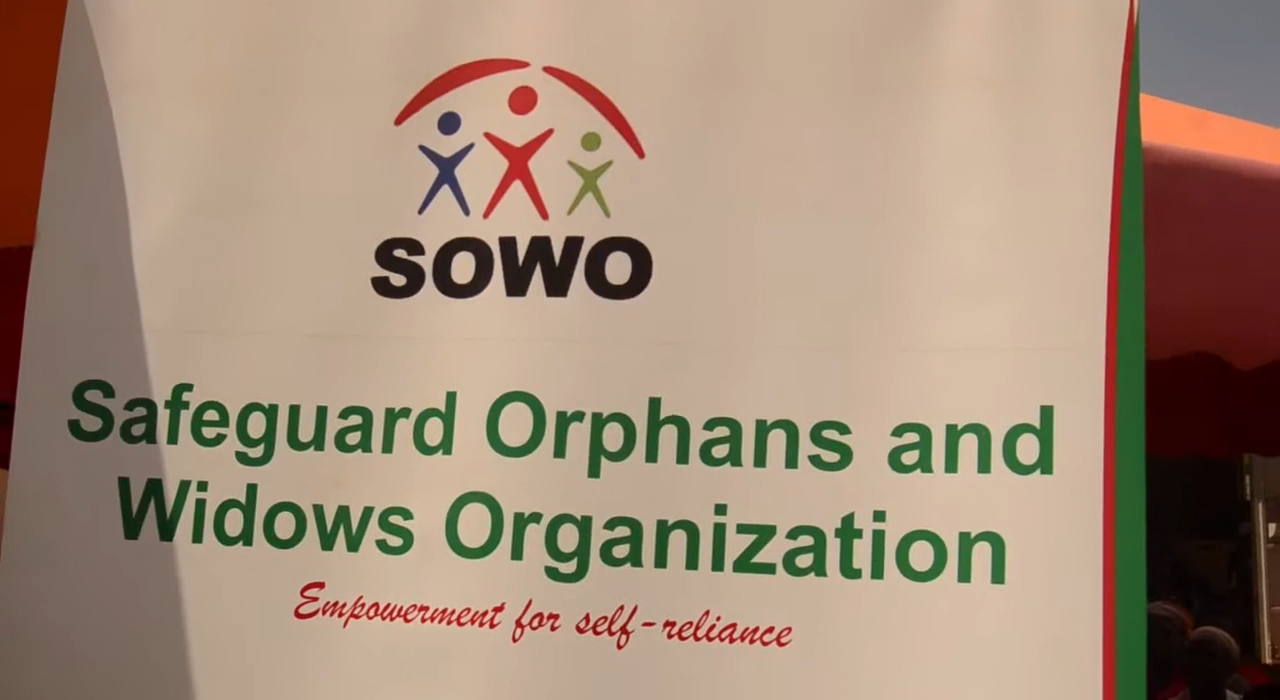 SOWO
Safeguard Orphans and
Widows Organization
Empowerment for self-reliance